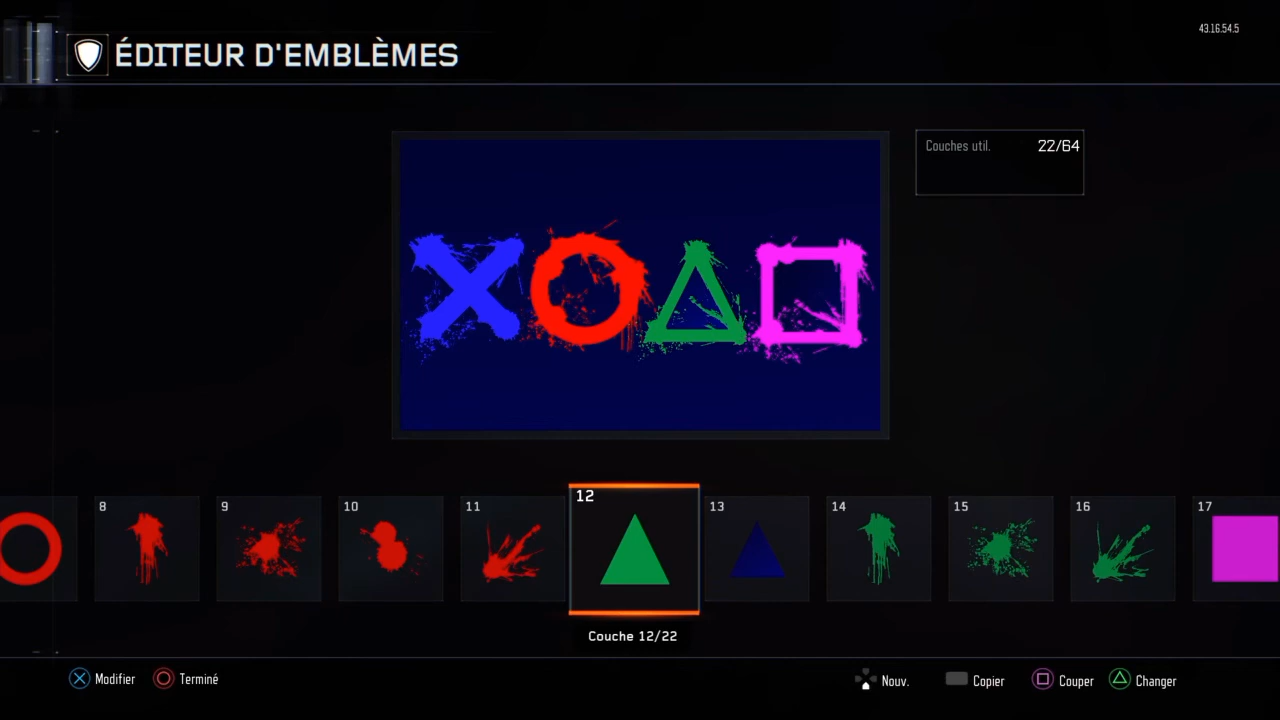 43.16.54.5
ÉDITEUR D'EMBLÈMES
Couches util. 22/64
8 9 10 11 12 13 14 15 16 17
Couche 12/22
Modifier Terminé Nouv. Copier Couper Changer